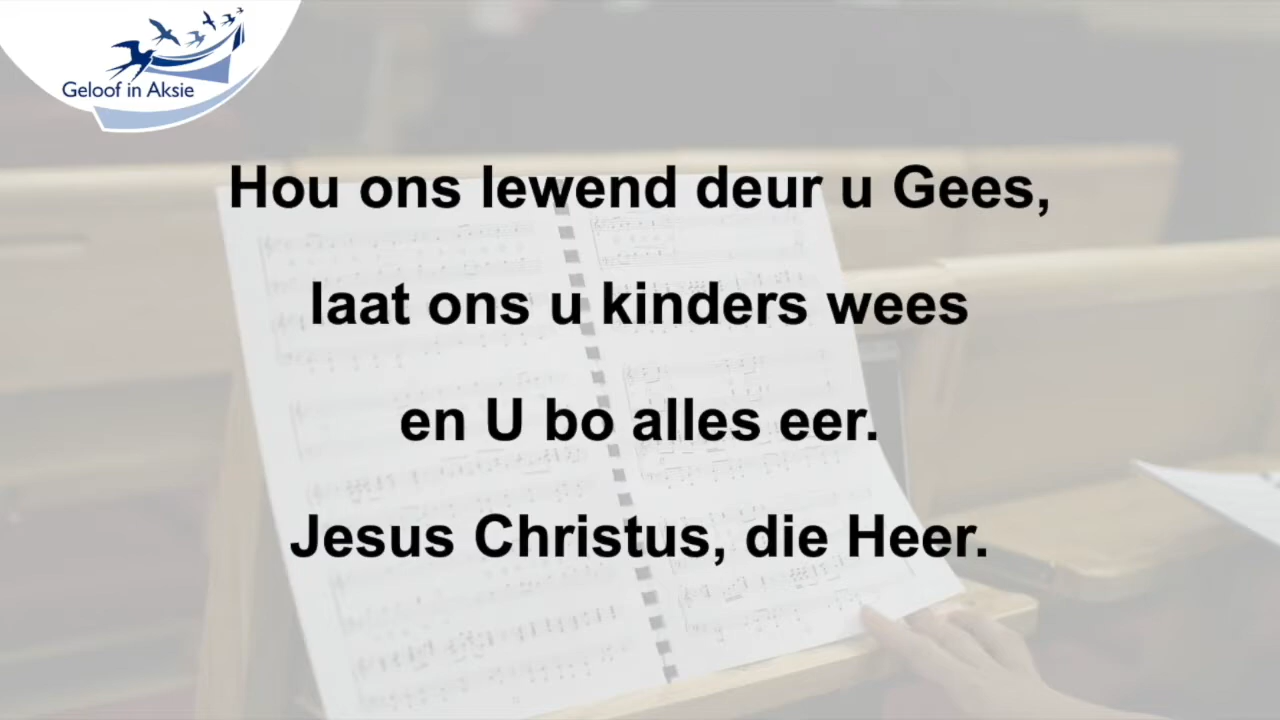 Geloof in Aksie
Hou ons lewend deur u Gees,
laat ons u kinders wees
en U bo alles eer.
Jesus Christus, die Heer.